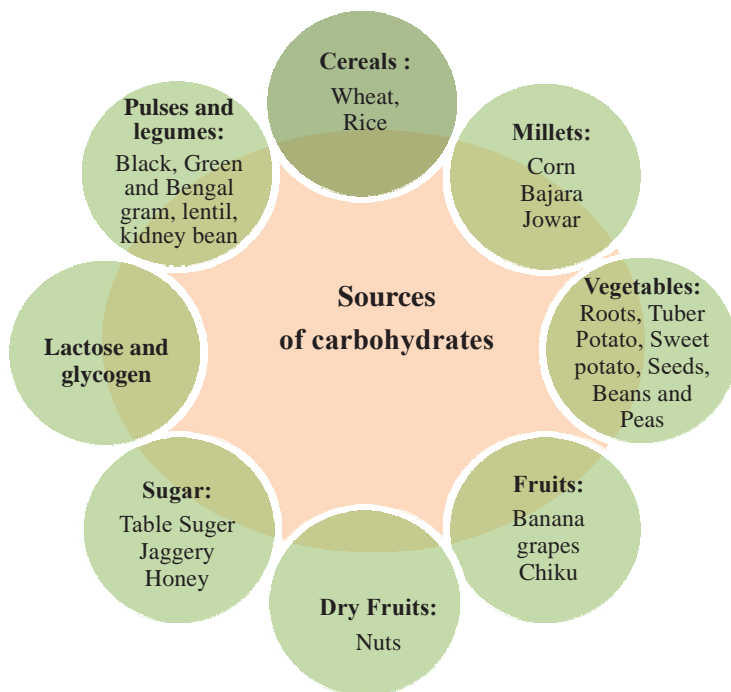 Sources
of carbohydrates
Cereals :
Wheat,
Rice
Millets:
Corn
Bajara
Jowar
Vegetables:
Roots, Tuber
Potato, Sweet
potato, Seeds,
Beans and
Peas
Fruits:
Banana
grapes
Chiku
Dry Fruits:
Nuts
Sugar:
Table Suger
Jaggery
Honey
Lactose and
glycogen
Pulses and
legumes:
Black, Green
and Bengal
gram, lentil,
kidney bean